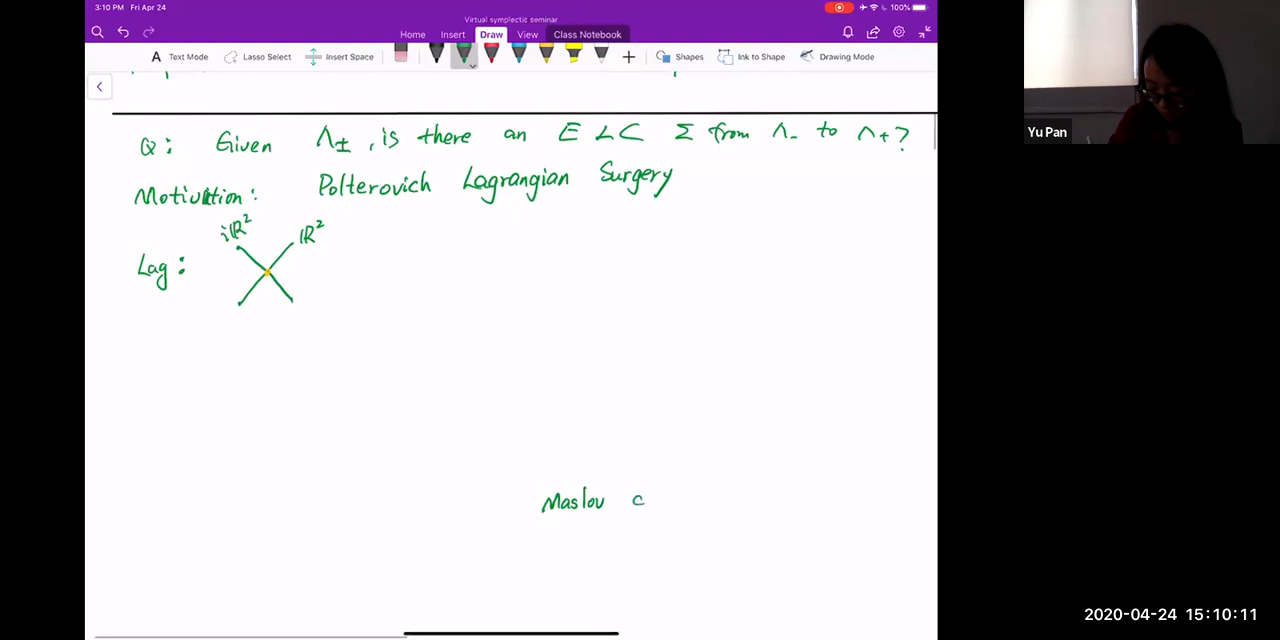 3:10 PM Fri Apr 24
100%
Virtual symplectic seminar
Home Insert Draw View Class Notebook
Text Mode Lasso Select Insert Space Shapes Ink to Shape Drawing Mode
Q: Given Λ±, is there an ELC Σ from Λ- to Λ+?
Motivation: Polterovich Lagrangian Surgery
iℝ² ℝ²
Lag:
Maslov c
Yu Pan
2020-04-24 15:10:11